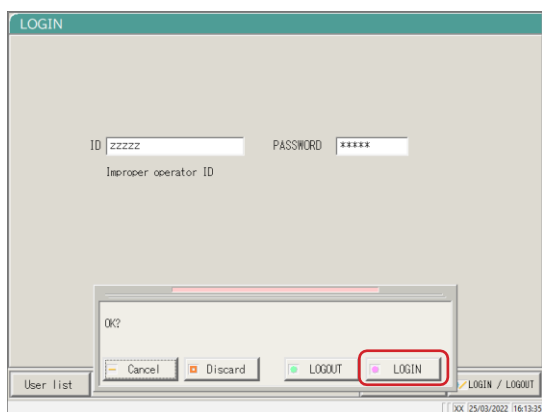 LOGIN
ID zzzzz PASSWORD *****
Improper operator ID
OK?
Cancel Discard LOGOUT LOGIN
User list LOGIN / LOGOUT
XX 25/03/2022 16:13:35